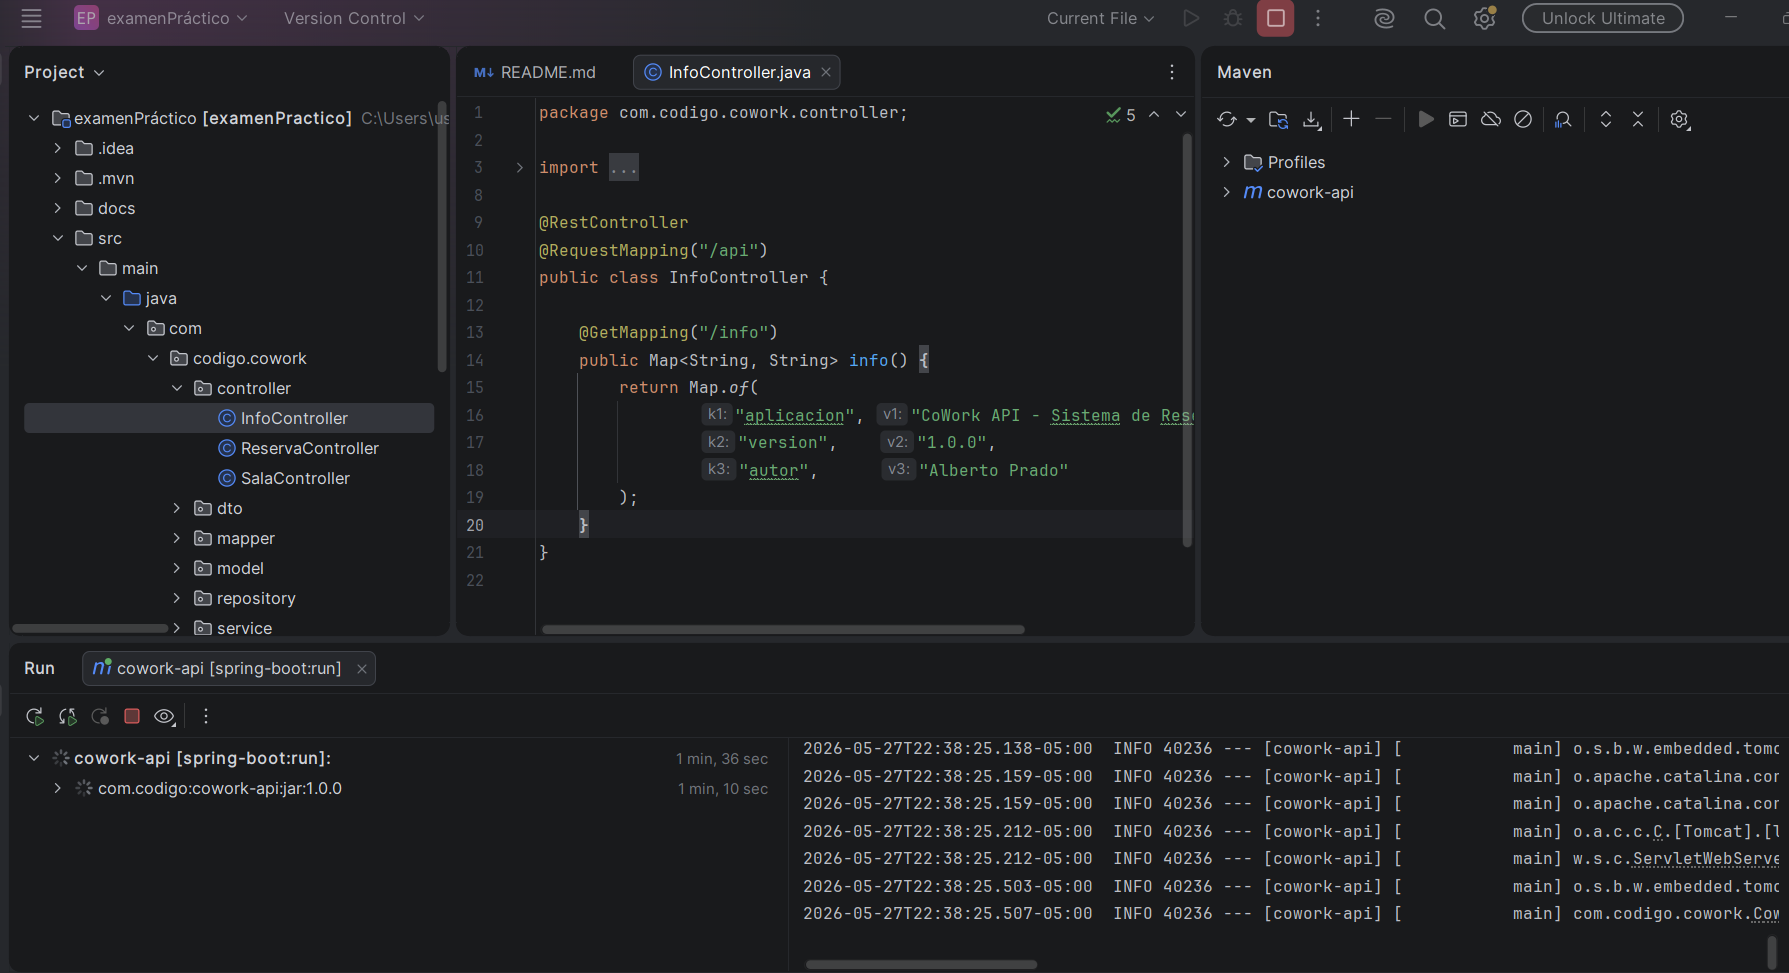 EP examenPráctico Version Control Current File Unlock Ultimate
Project
examenPráctico [examenPractico] C:\Users\us
.idea
.mvn
docs
src
main
java
com
codigo.cowork
controller
InfoController
ReservaController
SalaController
dto
mapper
model
repository
service
README.md InfoController.java
5
1 package com.codigo.cowork.controller;
2
3 import ...
8
9 @RestController
10 @RequestMapping("/api")
11 public class InfoController {
12
13 @GetMapping("/info")
14 public Map<String, String> info() {
15 return Map.of(
16 k1: "aplicacion", v1: "CoWork API - Sistema de Rese
17 k2: "version", v2: "1.0.0",
18 k3: "autor", v3: "Alberto Prado"
19 );
20 }
21 }
22
Maven
Profiles
cowork-api
Run cowork-api [spring-boot:run]
cowork-api [spring-boot:run]: 1 min, 36 sec
com.codigo:cowork-api:jar:1.0.0 1 min, 10 sec
2026-05-27T22:38:25.138-05:00 INFO 40236 --- [cowork-api] [ main] o.s.b.w.embedded.tomc
2026-05-27T22:38:25.159-05:00 INFO 40236 --- [cowork-api] [ main] o.apache.catalina.cor
2026-05-27T22:38:25.159-05:00 INFO 40236 --- [cowork-api] [ main] o.apache.catalina.cor
2026-05-27T22:38:25.212-05:00 INFO 40236 --- [cowork-api] [ main] o.a.c.c.C.[Tomcat].[l
2026-05-27T22:38:25.212-05:00 INFO 40236 --- [cowork-api] [ main] w.s.c.ServletWebServe
2026-05-27T22:38:25.503-05:00 INFO 40236 --- [cowork-api] [ main] o.s.b.w.embedded.tomc
2026-05-27T22:38:25.507-05:00 INFO 40236 --- [cowork-api] [ main] com.codigo.cowork.Cow